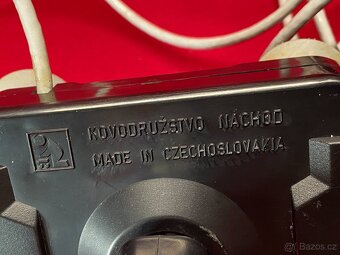 KOVODRUŽSTVO NÁCHOD
MADE IN CZECHOSLOVAKIA
Bazos.cz